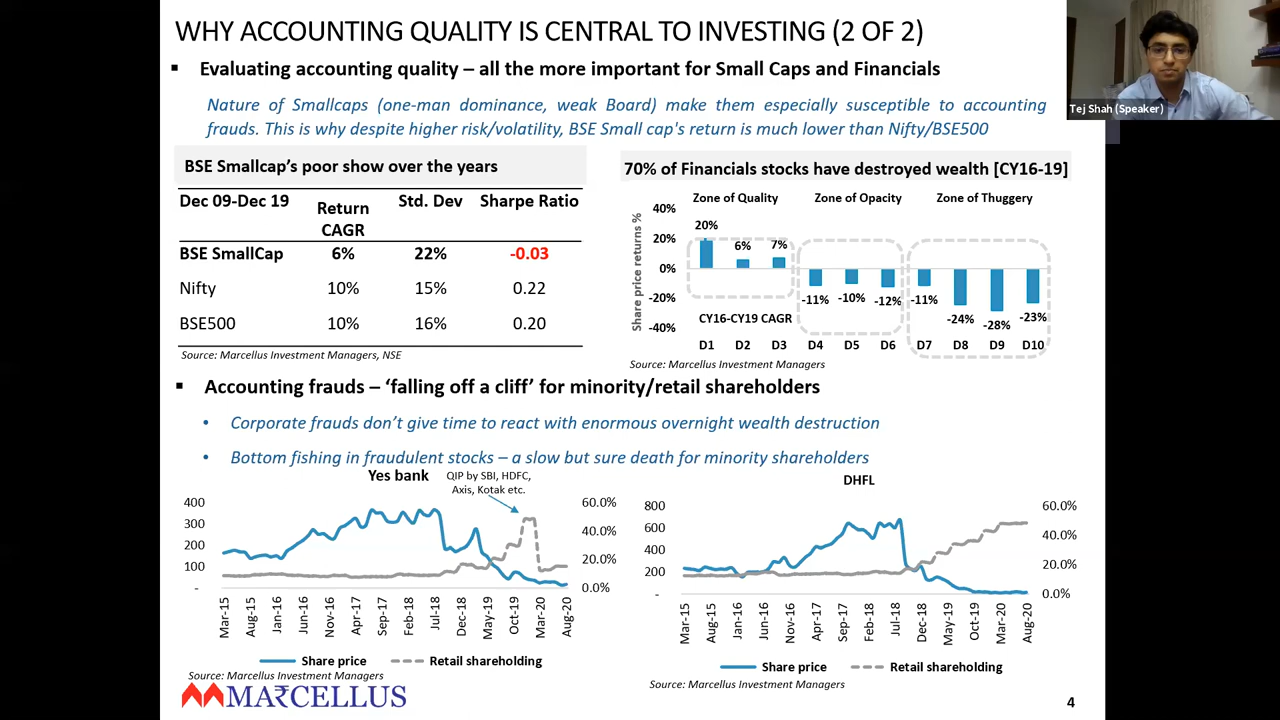 WHY ACCOUNTING QUALITY IS CENTRAL TO INVESTING (2 OF 2)
Tej Shah (Speaker)
▪ Evaluating accounting quality – all the more important for Small Caps and Financials
Nature of Smallcaps (one-man dominance, weak Board) make them especially susceptible to accounting
frauds. This is why despite higher risk/volatility, BSE Small cap's return is much lower than Nifty/BSE500
BSE Smallcap’s poor show over the years
Dec 09-Dec 19 Return CAGR Std. Dev Sharpe Ratio
BSE SmallCap 6% 22% -0.03
Nifty 10% 15% 0.22
BSE500 10% 16% 0.20
Source: Marcellus Investment Managers, NSE
70% of Financials stocks have destroyed wealth [CY16-19]
Zone of Quality Zone of Opacity Zone of Thuggery
Share price returns %
40%
20%
0%
-20%
-40%
20% 6% 7% -11% -10% -12% -11% -24% -28% -23%
CY16-CY19 CAGR
D1 D2 D3 D4 D5 D6 D7 D8 D9 D10
Source: Marcellus Investment Managers
▪ Accounting frauds – ‘falling off a cliff’ for minority/retail shareholders
• Corporate frauds don’t give time to react with enormous overnight wealth destruction
• Bottom fishing in fraudulent stocks – a slow but sure death for minority shareholders
Yes bank
QIP by SBI, HDFC,
Axis, Kotak etc.
400
300
200
100
-
60.0%
40.0%
20.0%
0.0%
Mar-15 Aug-15 Jan-16 Jun-16 Nov-16 Apr-17 Sep-17 Feb-18 Jul-18 Dec-18 May-19 Oct-19 Mar-20 Aug-20
Share price Retail shareholding
Source: Marcellus Investment Managers
DHFL
800
600
400
200
-
60.0%
40.0%
20.0%
0.0%
Mar-15 Aug-15 Jan-16 Jun-16 Nov-16 Apr-17 Sep-17 Feb-18 Jul-18 Dec-18 May-19 Oct-19 Mar-20 Aug-20
Share price Retail shareholding
Source: Marcellus Investment Managers
MA₹CELLUS
4